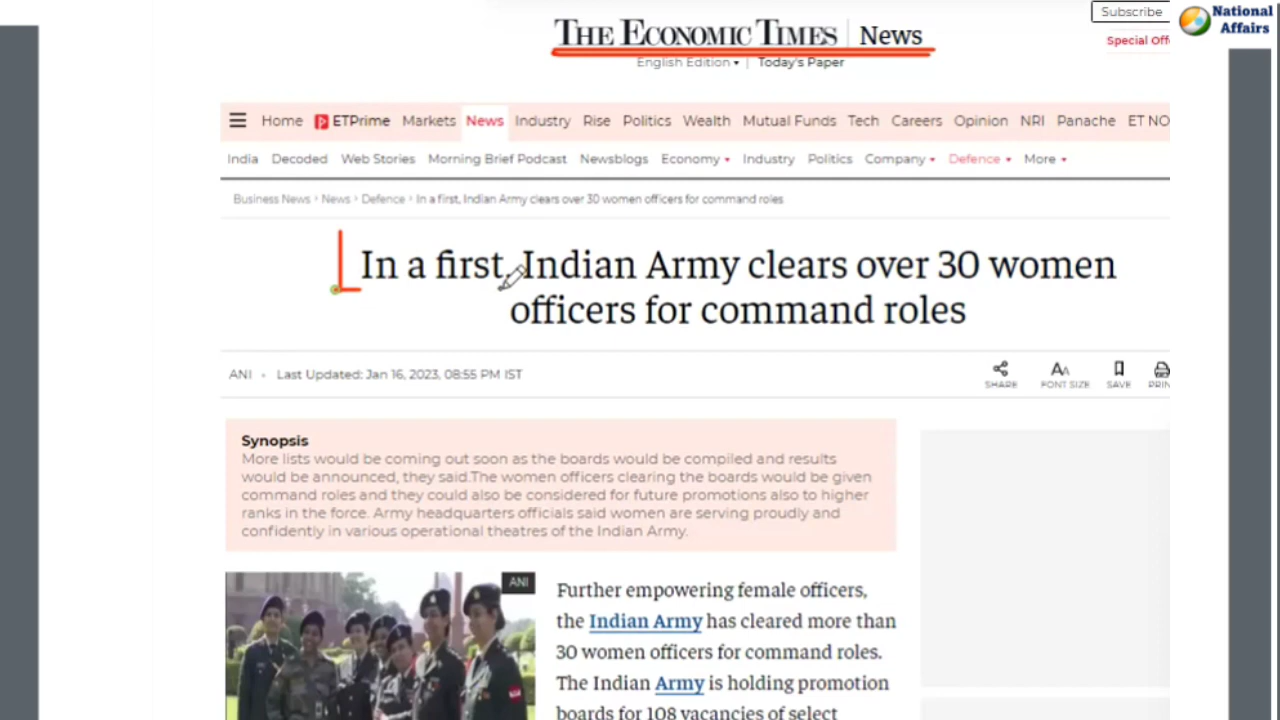 THE ECONOMIC TIMES | News
Subscribe
National
Affairs
Special Off
English Edition ▾ | Today's Paper
Home ETPrime Markets News Industry Rise Politics Wealth Mutual Funds Tech Careers Opinion NRI Panache ET NO
India Decoded Web Stories Morning Brief Podcast Newsblogs Economy ▾ Industry Politics Company ▾ Defence ▾ More ▾
Business News › News › Defence › In a first, Indian Army clears over 30 women officers for command roles
In a first, Indian Army clears over 30 women
officers for command roles
ANI • Last Updated: Jan 16, 2023, 08:55 PM IST
SHARE FONT SIZE SAVE PRIN
Synopsis
More lists would be coming out soon as the boards would be compiled and results
would be announced, they said.The women officers clearing the boards would be given
command roles and they could also be considered for future promotions also to higher
ranks in the force. Army headquarters officials said women are serving proudly and
confidently in various operational theatres of the Indian Army.
ANI
Further empowering female officers,
the Indian Army has cleared more than
30 women officers for command roles.
The Indian Army is holding promotion
boards for 108 vacancies of select